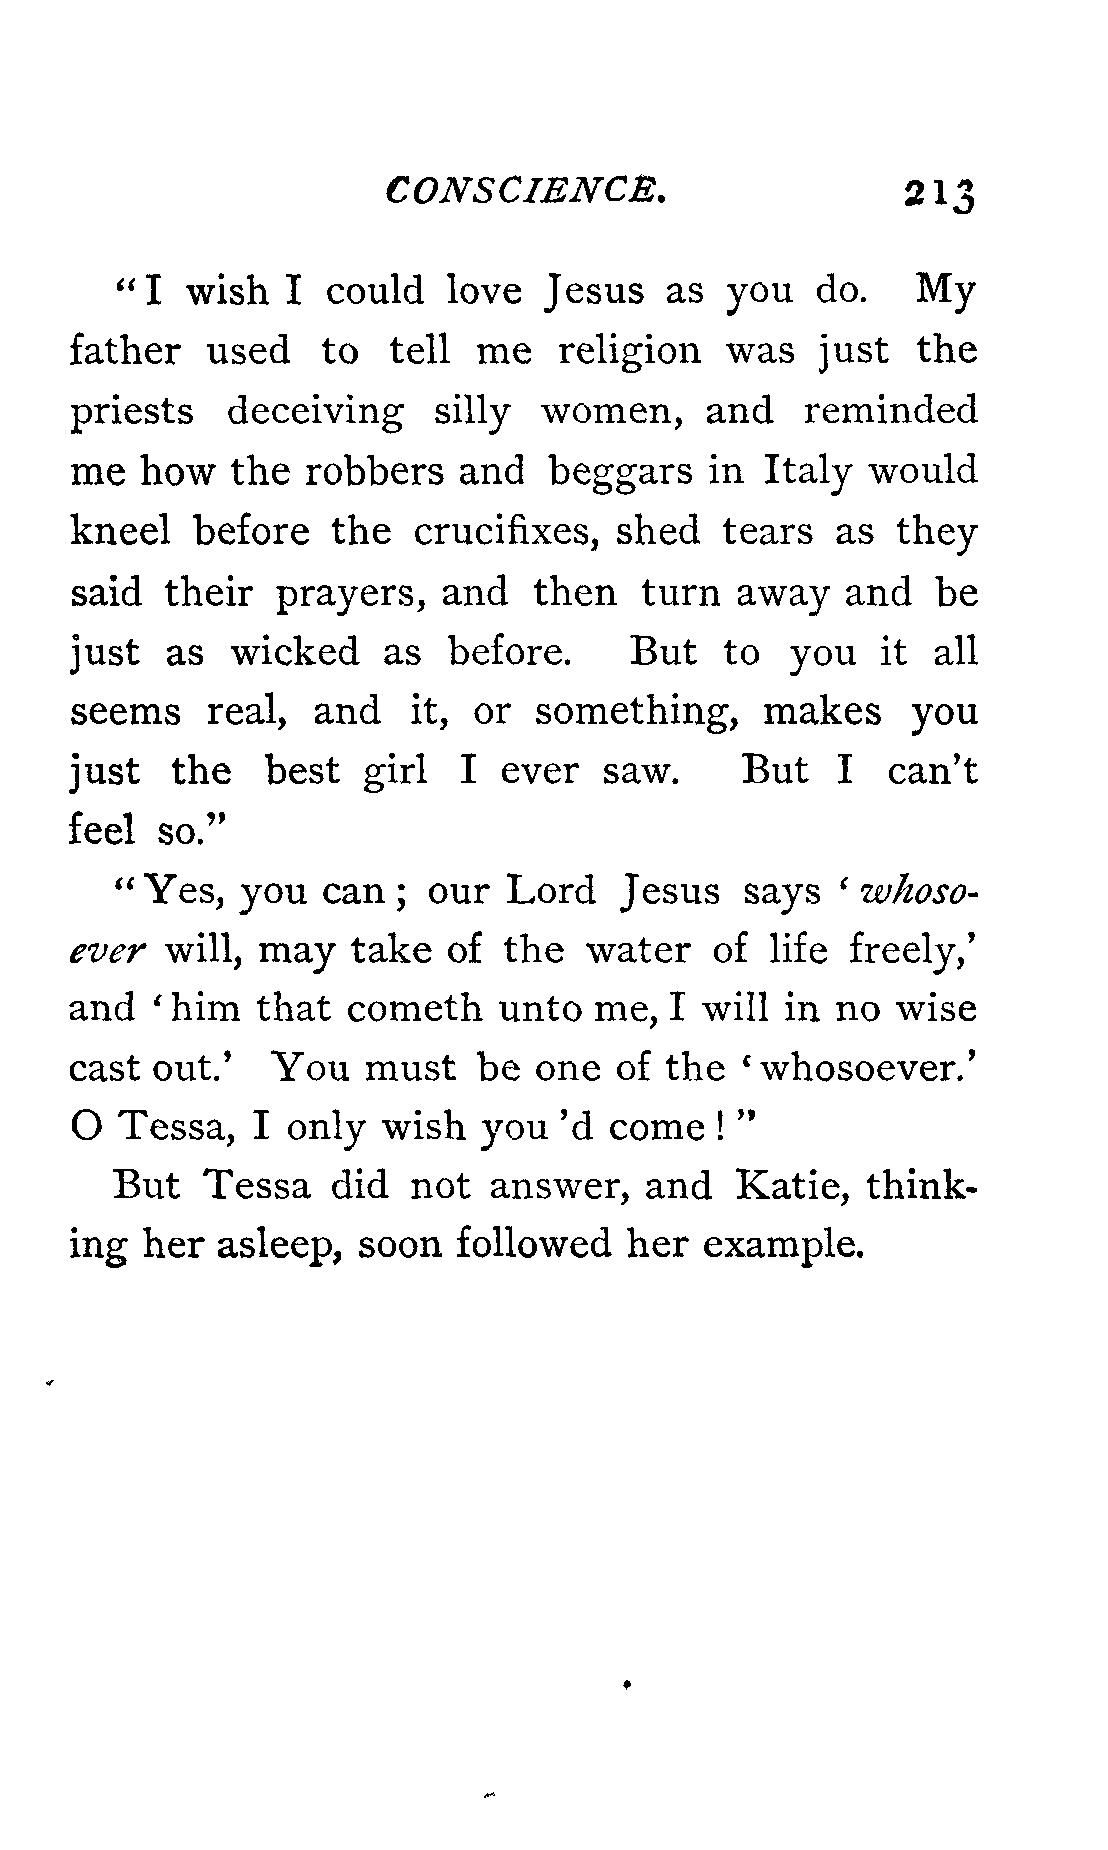 CONSCIENCE. 213
“I wish I could love Jesus as you do. My
father used to tell me religion was just the
priests deceiving silly women, and reminded
me how the robbers and beggars in Italy would
kneel before the crucifixes, shed tears as they
said their prayers, and then turn away and be
just as wicked as before. But to you it all
seems real, and it, or something, makes you
just the best girl I ever saw. But I can’t
feel so.”
“Yes, you can; our Lord Jesus says ‘whoso-
ever will, may take of the water of life freely,’
and ‘him that cometh unto me, I will in no wise
cast out.’ You must be one of the ‘whosoever.’
O Tessa, I only wish you ’d come!”
But Tessa did not answer, and Katie, think-
ing her asleep, soon followed her example.